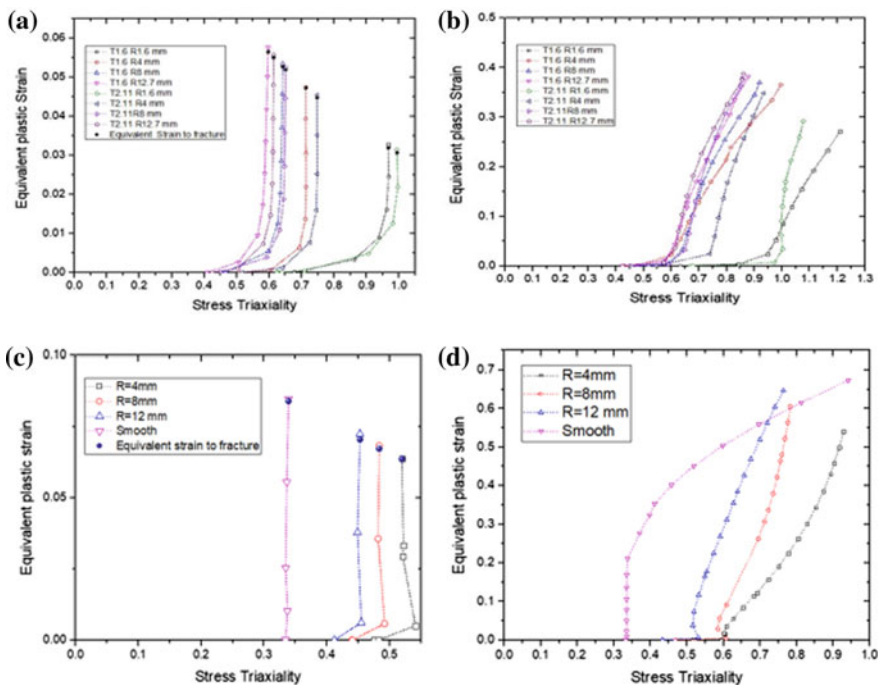 (a)
0.06
0.05
0.04
0.03
0.02
0.01
0.00
Equivalent plastic Strain
T1.6 R1.6 mm
T1.6 R4 mm
T1.6 R8 mm
T1.6 R12.7 mm
T2.11 R1.6 mm
T2.11 R4 mm
T2.11R8 mm
T2.11 R12.7 mm
Equivalent Strain to fracture
0.0 0.1 0.2 0.3 0.4 0.5 0.6 0.7 0.8 0.9 1.0
Stress Triaxiality
(b)
0.5
0.4
0.3
0.2
0.1
0.0
Equivalent plastic Strain
T1.6 R1.6 mm
T1.6 R4 mm
T1.6 R8 mm
T1.6 R12.7 mm
T2.11 R1.6 mm
T2.11 R4 mm
T2.11R8 mm
T2.11 R12.7 mm
0.0 0.1 0.2 0.3 0.4 0.5 0.6 0.7 0.8 0.9 1.0 1.1 1.2 1.3
Stress Triaxiality
(c)
0.10
0.05
0.00
Equivalent plastic strain
R=4mm
R=8mm
R=12 mm
Smooth
Equivalent strain to fracture
0.0 0.1 0.2 0.3 0.4 0.5
Stress Triaxiality
(d)
0.7
0.6
0.5
0.4
0.3
0.2
0.1
0.0
Equivalent plastic strain
R=4mm
R=8mm
R=12 mm
Smooth
0.0 0.1 0.2 0.3 0.4 0.5 0.6 0.7 0.8 0.9 1.0
Stress Triaxiality